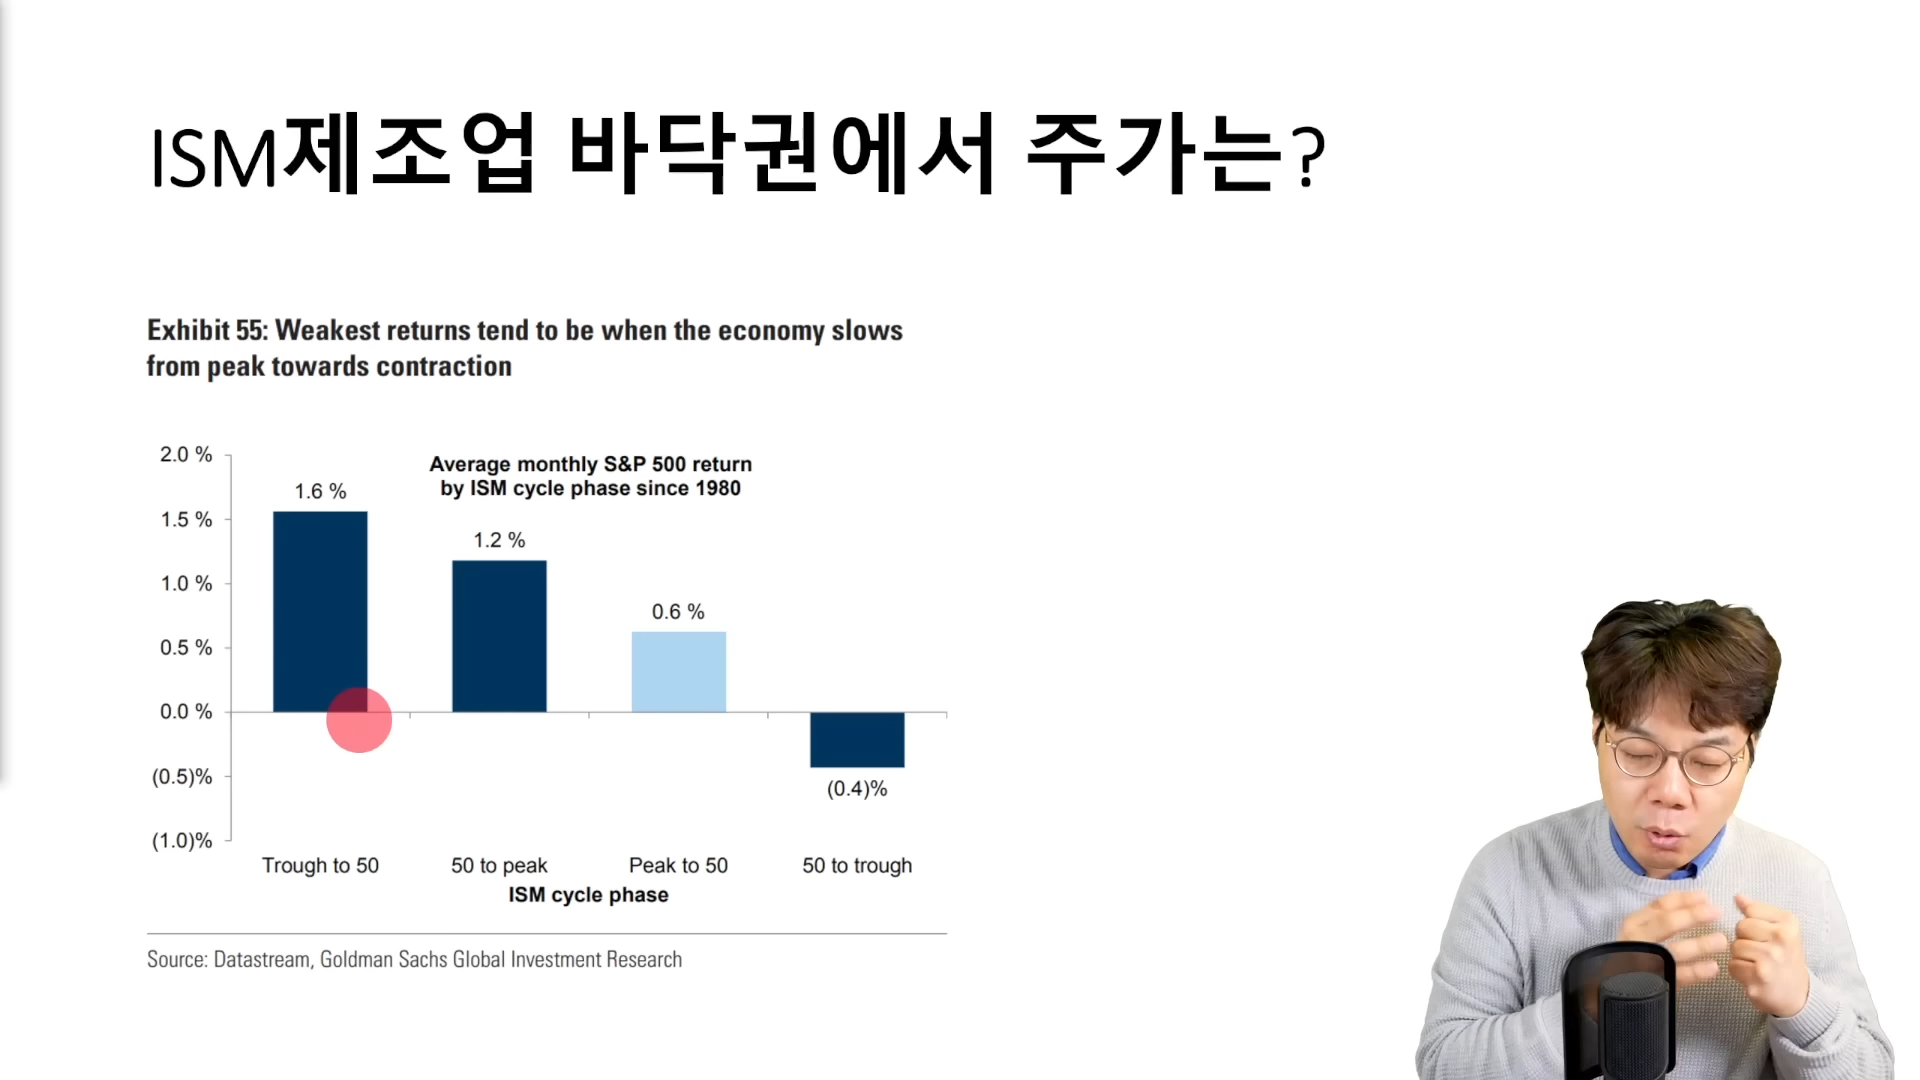 ISM제조업 바닥권에서 주가는?
Exhibit 55: Weakest returns tend to be when the economy slows
from peak towards contraction
Average monthly S&P 500 return
by ISM cycle phase since 1980
2.0 %
1.5 %
1.0 %
0.5 %
0.0 %
(0.5)%
(1.0)%
1.6 %
1.2 %
0.6 %
(0.4)%
Trough to 50
50 to peak
Peak to 50
50 to trough
ISM cycle phase
Source: Datastream, Goldman Sachs Global Investment Research